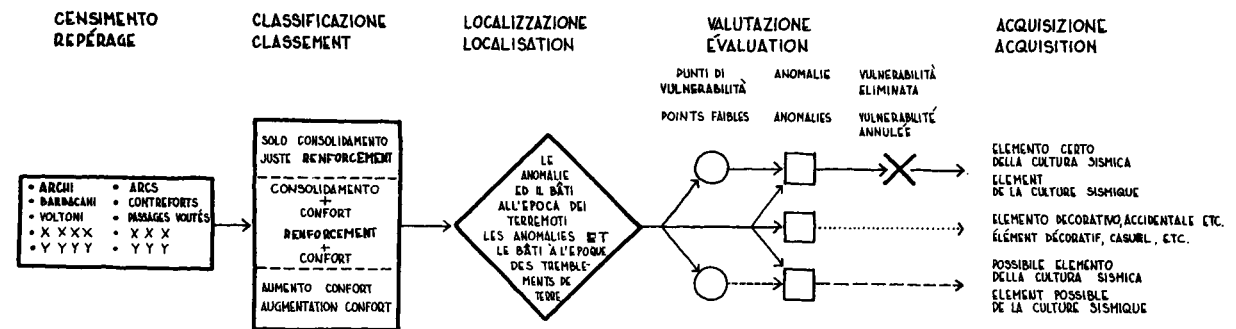 CENSIMENTO
REPÉRAGE
CLASSIFICAZIONE
CLASSEMENT
LOCALIZZAZIONE
LOCALISATION
VALUTAZIONE
ÉVALUATION
ACQUISIZIONE
ACQUISITION
PUNTI DI
VULNERABILITÀ
POINTS FAIBLES
ANOMALIE
ANOMALIES
VULNERABILITÀ
ELIMINATA
VULNERABILITÉ
ANNULÉE
• ARCHI
• BARBACANI
• VOLTONI
• X X X X
• Y Y Y Y
• ARCS
• CONTREFORTS
• PASSAGES VOUTÉS
• X X X
• Y Y Y
SOLO CONSOLIDAMENTO
JUSTE RENFORCEMENT
CONSOLIDAMENTO
+
CONFORT
RENFORCEMENT
+
CONFORT
AUMENTO CONFORT
AUGMENTATION CONFORT
LE
ANOMALIE
ED IL BÂTI
ALL'EPOCA DEI
TERREMOTI
LES ANOMALIES ET
LE BÂTI À L'EPOQUE
DES TREMBLE-
MENTS DE
TERRE
ELEMENTO CERTO
DELLA CULTURA SISMICA
ELEMENT
DE LA CULTURE SISMIQUE
ELEMENTO DECORATIVO, ACCIDENTALE ETC.
ÉLÉMENT DÉCORATIF, CASUEL, ETC.
POSSIBILE ELEMENTO
DELLA CULTURA SISMICA
ELEMENT POSSIBLE
DE LA CULTURE SISMIQUE